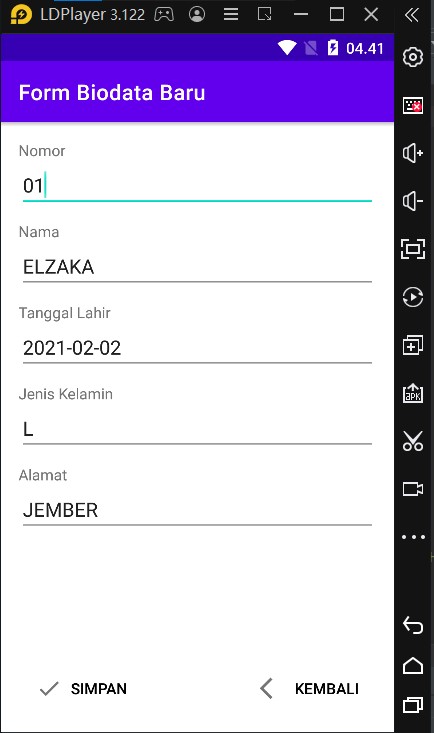 LDPlayer 3.122
04.41
Form Biodata Baru
Nomor
01
Nama
ELZAKA
Tanggal Lahir
2021-02-02
Jenis Kelamin
L
Alamat
JEMBER
SIMPAN KEMBALI
APK